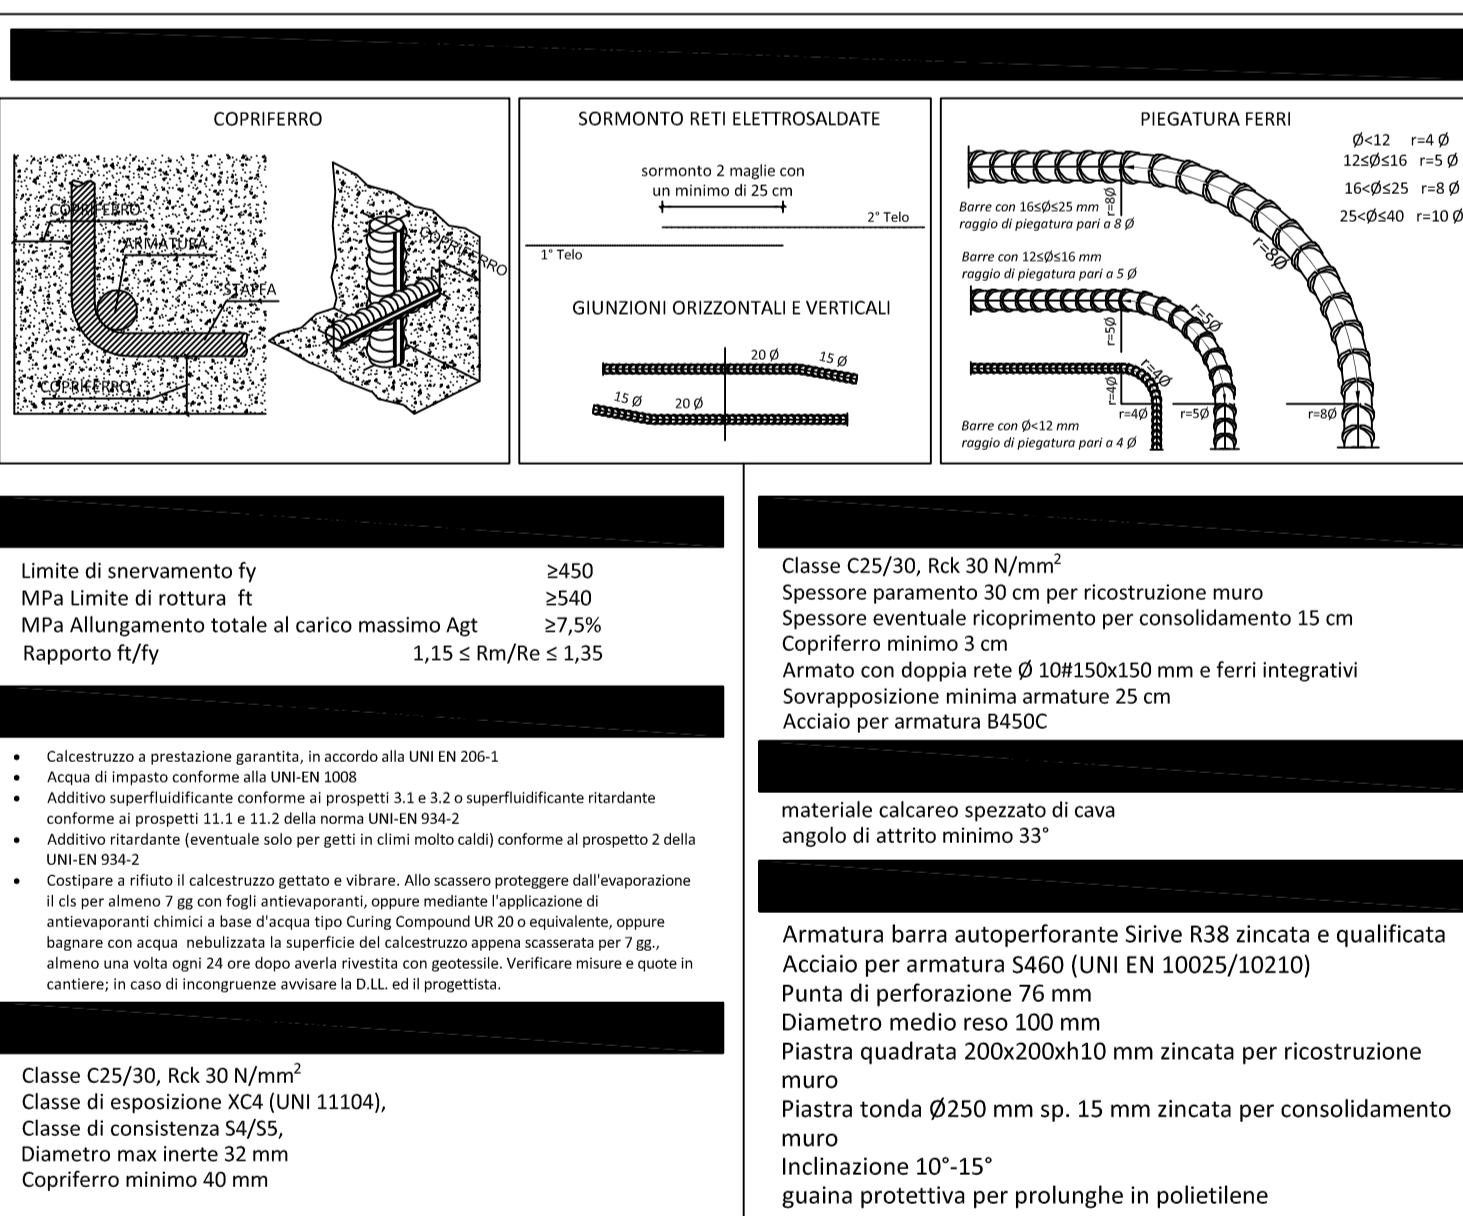 COPRIFERRO
COPRIFERRO
ARMATURA
STAFFA
COPRIFERRO
COPRIFERRO
SORMONTO RETI ELETTROSALDATE
sormonto 2 maglie con
un minimo di 25 cm
2° Telo
1° Telo
GIUNZIONI ORIZZONTALI E VERTICALI
20 Ø 15 Ø
15 Ø 20 Ø
PIEGATURA FERRI
Ø<12 r=4 Ø
12≤Ø≤16 r=5 Ø
16<Ø≤25 r=8 Ø
25<Ø≤40 r=10 Ø
Barre con 16≤Ø≤25 mm
raggio di piegatura pari a 8 Ø
r=8Ø
r=8Ø
Barre con 12≤Ø≤16 mm
raggio di piegatura pari a 5 Ø
r=5Ø
r=5Ø
r=4Ø
r=4Ø
r=4Ø r=5Ø r=8Ø
Barre con Ø<12 mm
raggio di piegatura pari a 4 Ø
Limite di snervamento fy ≥450
MPa Limite di rottura ft ≥540
MPa Allungamento totale al carico massimo Agt ≥7,5%
Rapporto ft/fy 1,15 ≤ Rm/Re ≤ 1,35
• Calcestruzzo a prestazione garantita, in accordo alla UNI EN 206-1
• Acqua di impasto conforme alla UNI-EN 1008
• Additivo superfluidificante conforme ai prospetti 3.1 e 3.2 o superfluidificante ritardante
conforme ai prospetti 11.1 e 11.2 della norma UNI-EN 934-2
• Additivo ritardante (eventuale solo per getti in climi molto caldi) conforme al prospetto 2 della
UNI-EN 934-2
• Costipare a rifiuto il calcestruzzo gettato e vibrare. Allo scassero proteggere dall'evaporazione
il cls per almeno 7 gg con fogli antievaporanti, oppure mediante l'applicazione di
antievaporanti chimici a base d'acqua tipo Curing Compound UR 20 o equivalente, oppure
bagnare con acqua nebulizzata la superficie del calcestruzzo appena scasserata per 7 gg.,
almeno una volta ogni 24 ore dopo averla rivestita con geotessile. Verificare misure e quote in
cantiere; in caso di incongruenze avvisare la D.LL. ed il progettista.
Classe C25/30, Rck 30 N/mm²
Classe di esposizione XC4 (UNI 11104),
Classe di consistenza S4/S5,
Diametro max inerte 32 mm
Copriferro minimo 40 mm
Classe C25/30, Rck 30 N/mm²
Spessore paramento 30 cm per ricostruzione muro
Spessore eventuale ricoprimento per consolidamento 15 cm
Copriferro minimo 3 cm
Armato con doppia rete Ø 10#150x150 mm e ferri integrativi
Sovrapposizione minima armature 25 cm
Acciaio per armatura B450C
materiale calcareo spezzato di cava
angolo di attrito minimo 33°
Armatura barra autoperforante Sirive R38 zincata e qualificata
Acciaio per armatura S460 (UNI EN 10025/10210)
Punta di perforazione 76 mm
Diametro medio reso 100 mm
Piastra quadrata 200x200xh10 mm zincata per ricostruzione
muro
Piastra tonda Ø250 mm sp. 15 mm zincata per consolidamento
muro
Inclinazione 10°-15°
guaina protettiva per prolunghe in polietilene